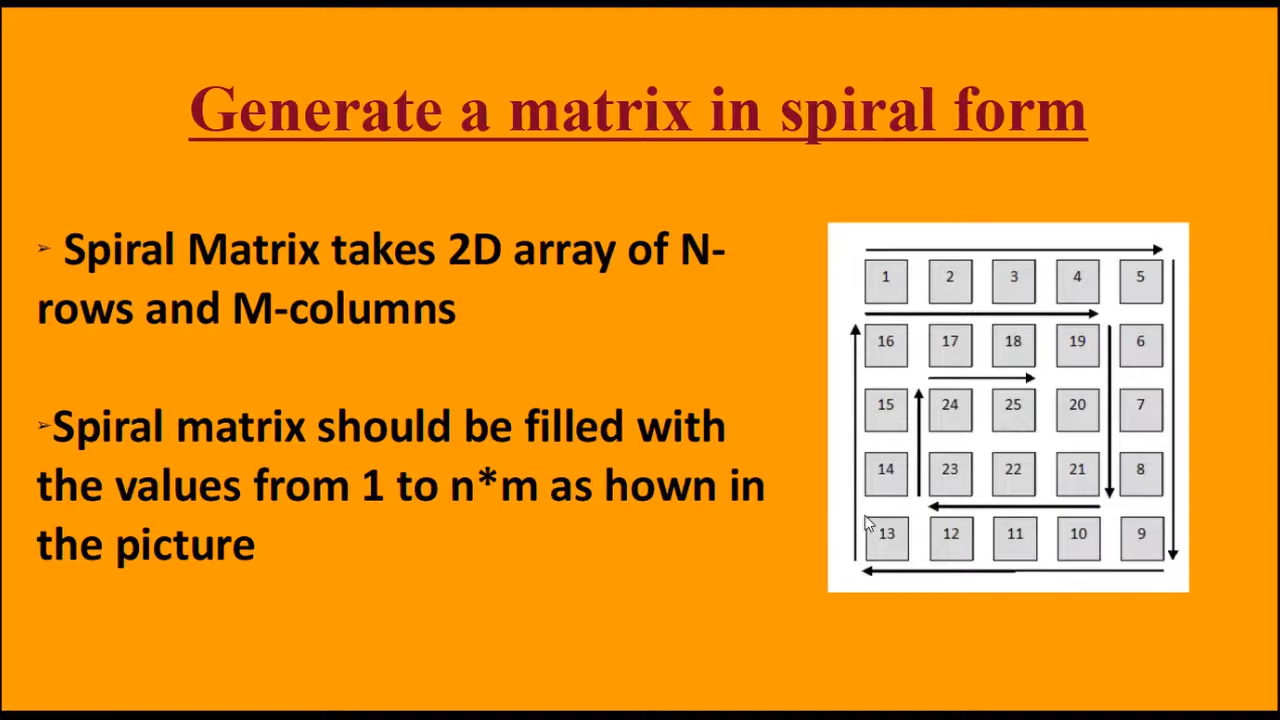 Generate a matrix in spiral form
➢ Spiral Matrix takes 2D array of N-
rows and M-columns
➢Spiral matrix should be filled with
the values from 1 to n*m as hown in
the picture
1 2 3 4 5
16 17 18 19 6
15 24 25 20 7
14 23 22 21 8
13 12 11 10 9